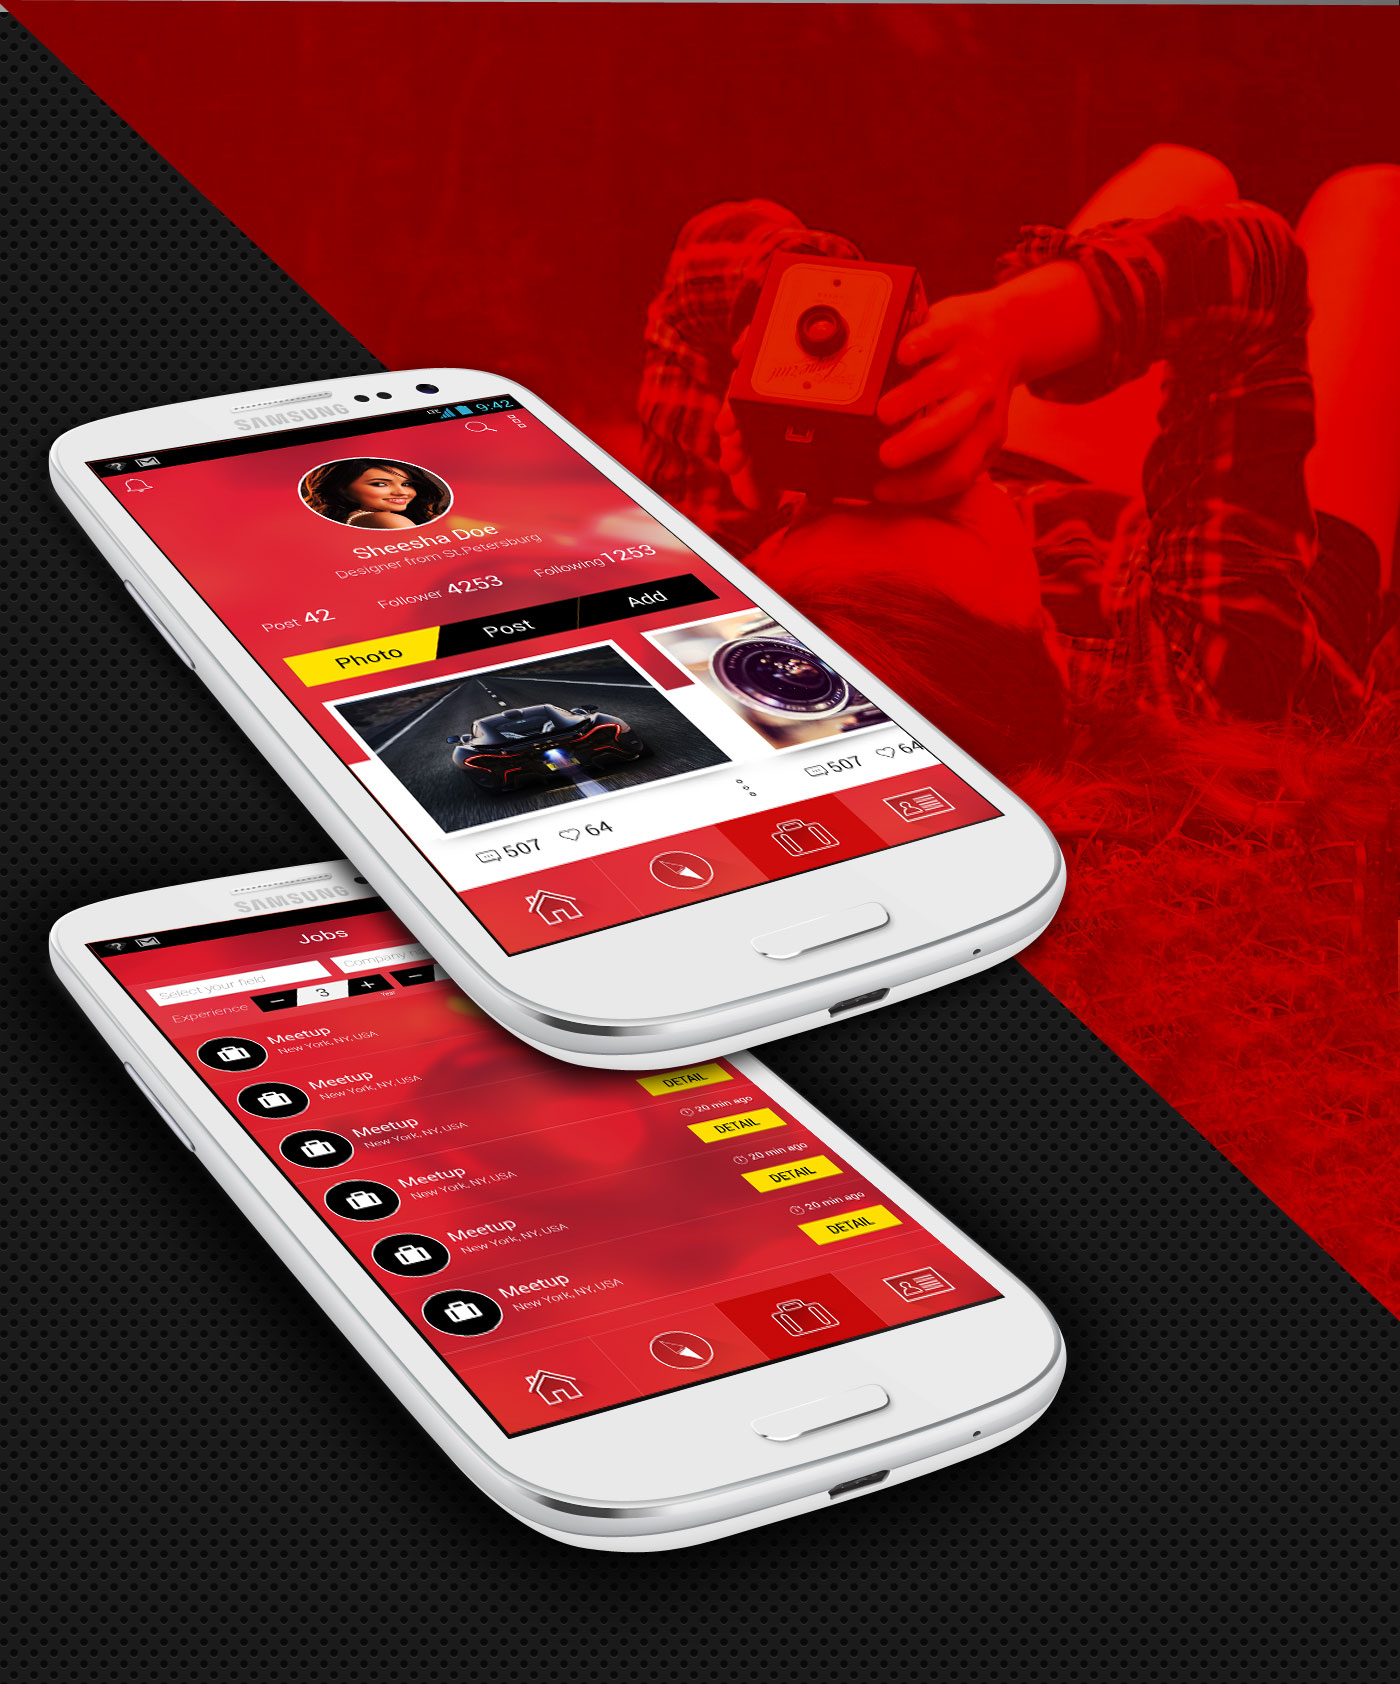 Imperial
SAMSUNG
LTE 9:42
Sheesha Doe
Designer from St.Petersburg
Post 42 Follower 4253 Following 1253
Photo Post Add
507 64
507 64
SAMSUNG
Jobs
Select your field Company
Experience - 3 + Year -
Meetup
New York, NY, USA
Meetup
New York, NY, USA
DETAIL
Meetup
New York, NY, USA
20 min ago
DETAIL
Meetup
New York, NY, USA
20 min ago
DETAIL
Meetup
New York, NY, USA
20 min ago
DETAIL
Meetup
New York, NY, USA